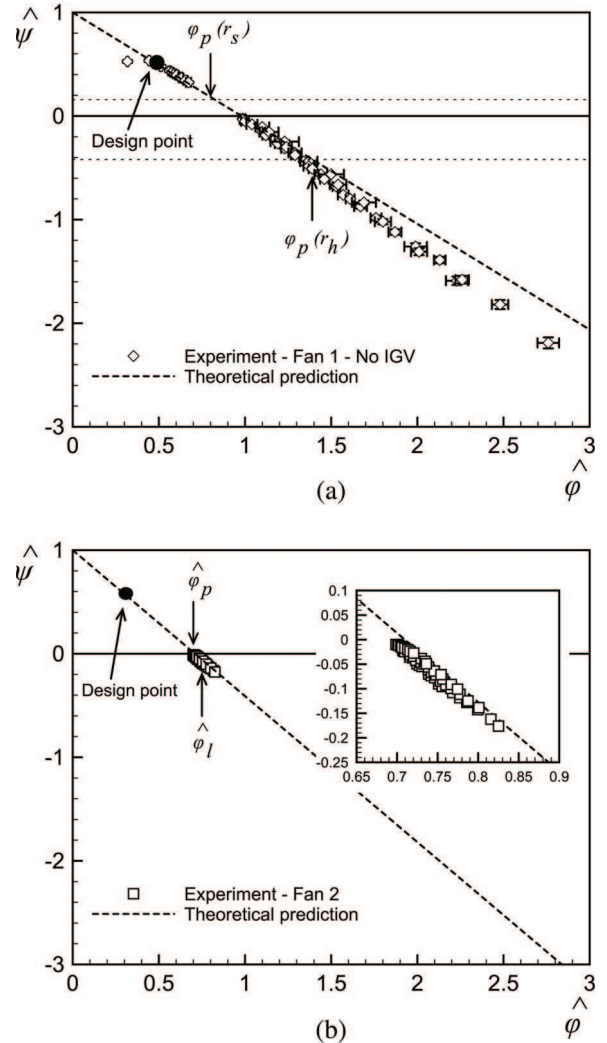 ψ̂
1
φp(rs)
0
Design point
φp(rh)
-1
-2
Experiment - Fan 1 - No IGV
Theoretical prediction
-3
0 0.5 1 1.5 2 2.5 3
φ̂
(a)
ψ̂
1
φ̂p
0.1
0.05
0
-0.05
-0.1
-0.15
-0.2
-0.25
0.65 0.7 0.75 0.8 0.85 0.9
0
Design point
φ̂l
-1
-2
Experiment - Fan 2
Theoretical prediction
-3
0 0.5 1 1.5 2 2.5 3
φ̂
(b)